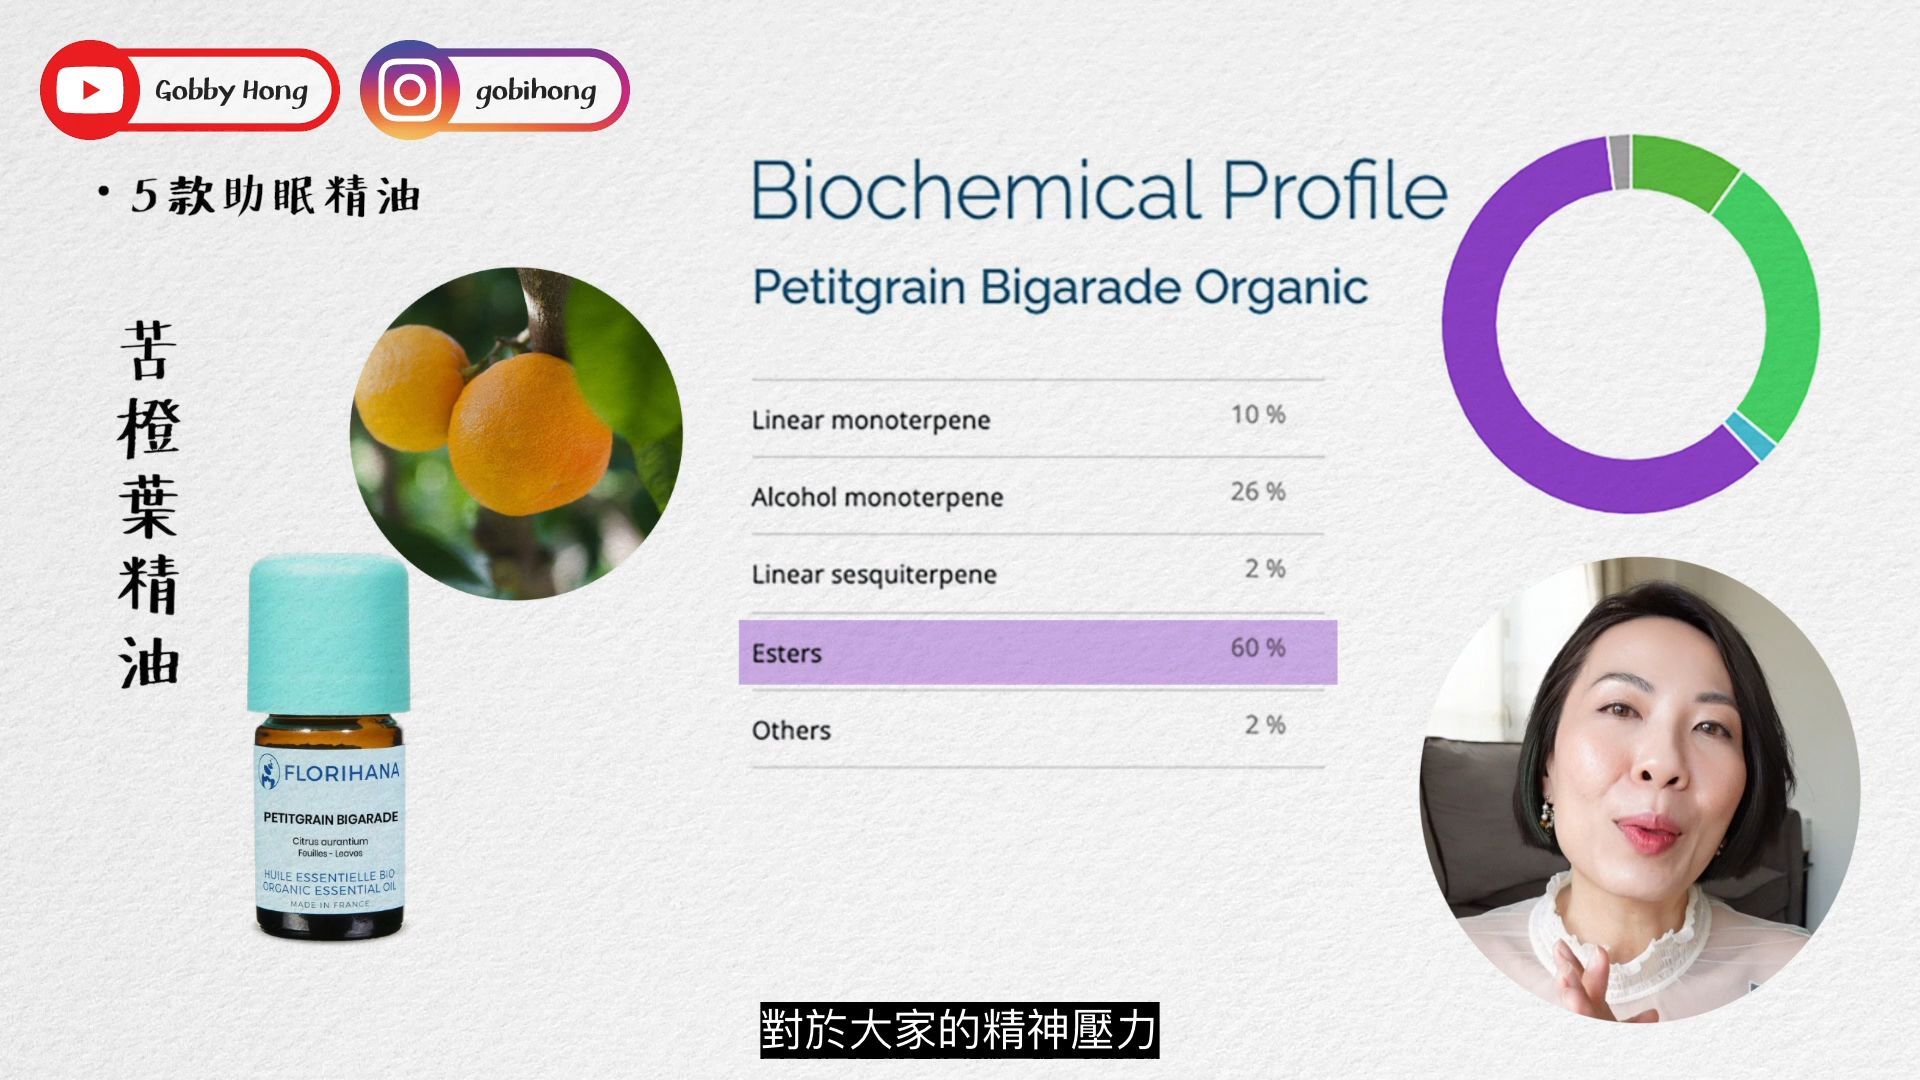 Gobby Hong
gobihong
• 5款助眠精油
苦橙葉精油
Biochemical Profile
Petitgrain Bigarade Organic
Linear monoterpene 10 %
Alcohol monoterpene 26 %
Linear sesquiterpene 2 %
Esters 60 %
Others 2 %
FLORIHANA
PETITGRAIN BIGARADE
Citrus aurantium
Feuilles - Leaves
HUILE ESSENTIELLE BIO
ORGANIC ESSENTIAL OIL
MADE IN FRANCE
對於大家的精神壓力